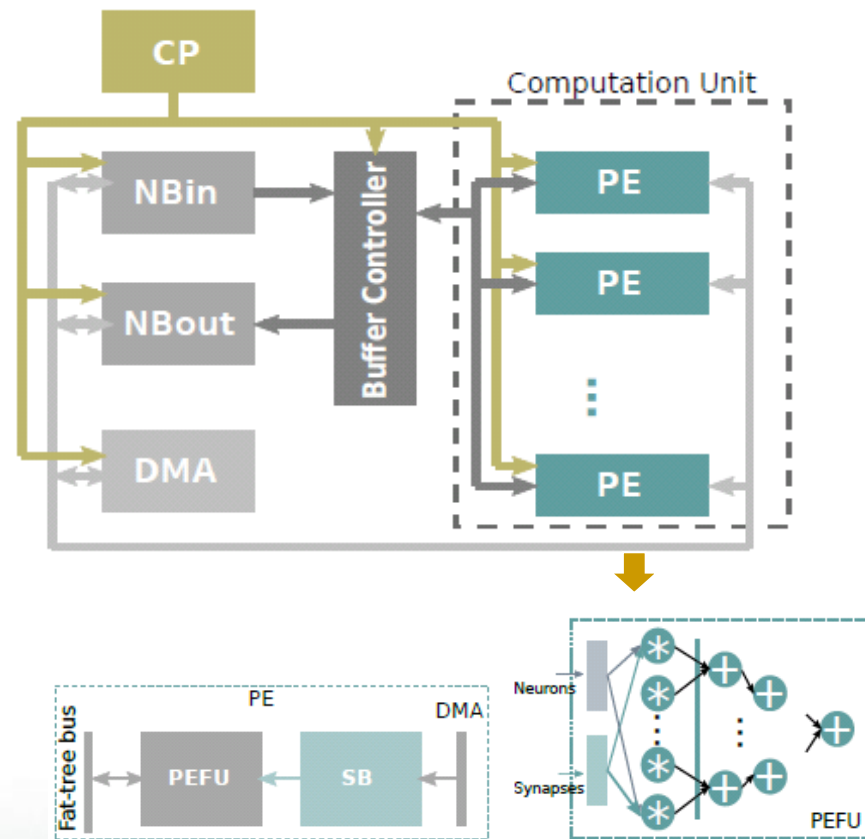 CP
Computation Unit
NBin
Buffer Controller
PE
NBout
PE
DMA
PE
PE
DMA
Fat-tree bus
PEFU
SB
Neurons
Synapses
*
*
*
*
+
+
+
+
+
PEFU